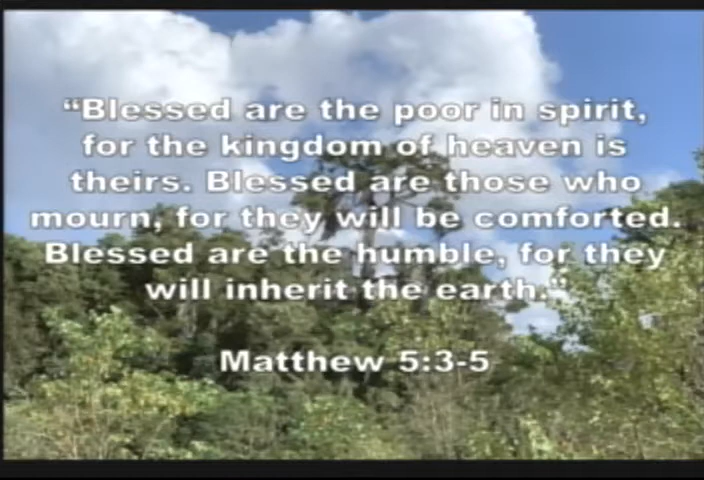 “Blessed are the poor in spirit,
for the kingdom of heaven is
theirs. Blessed are those who
mourn, for they will be comforted.
Blessed are the humble, for they
will inherit the earth.”
Matthew 5:3-5